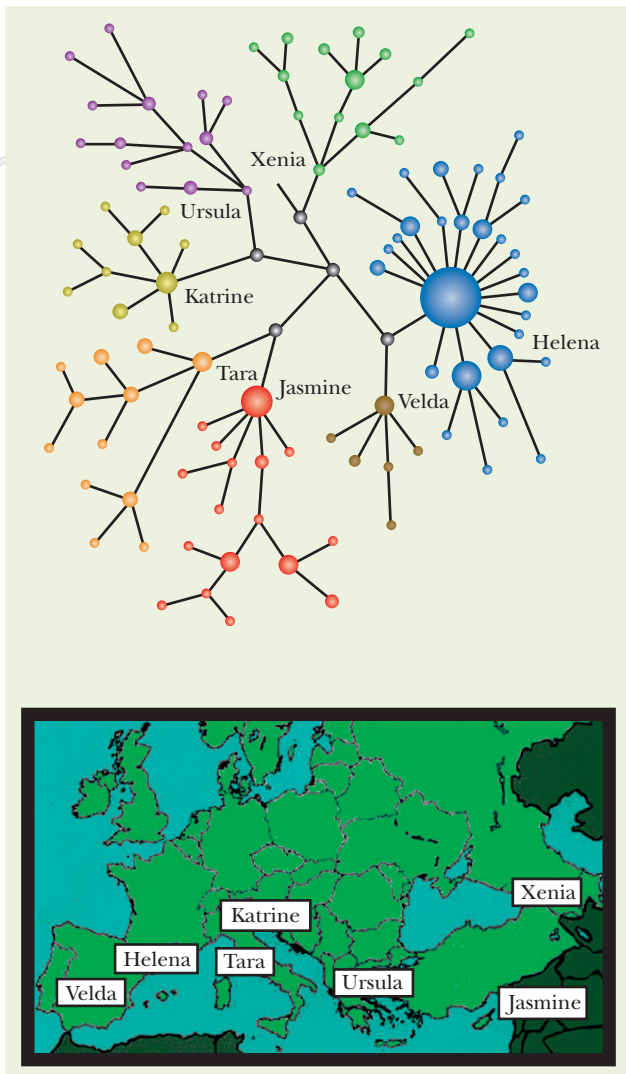 Xenia
Ursula
Katrine
Helena
Tara
Jasmine
Velda
Xenia
Katrine
Helena
Tara
Ursula
Velda
Jasmine